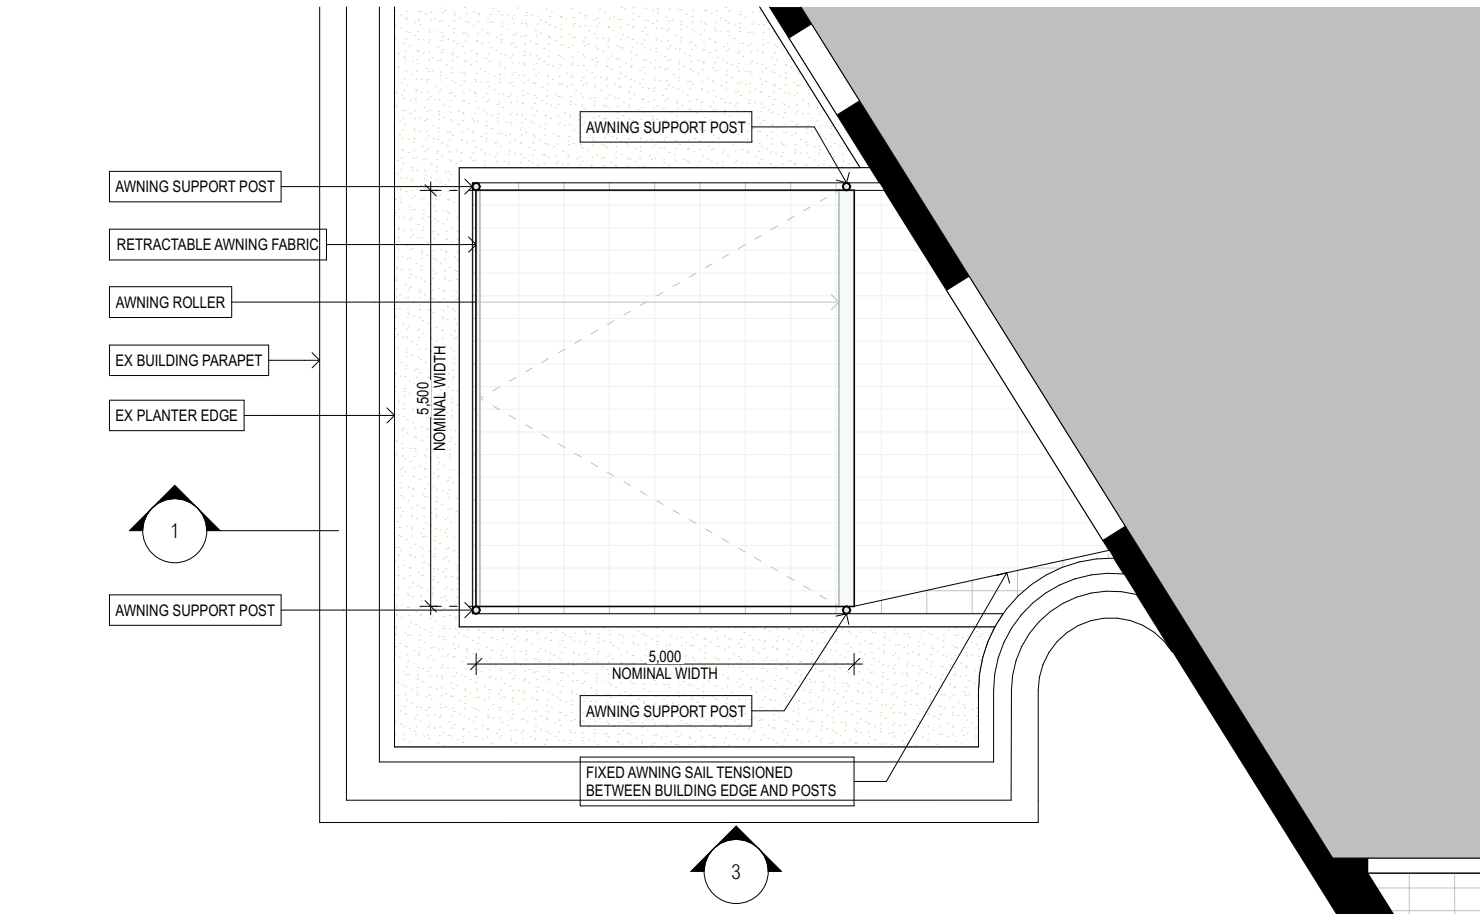 AWNING SUPPORT POST
AWNING SUPPORT POST
RETRACTABLE AWNING FABRIC
AWNING ROLLER
EX BUILDING PARAPET
EX PLANTER EDGE
5,500
NOMINAL WIDTH
1
AWNING SUPPORT POST
5,000
NOMINAL WIDTH
AWNING SUPPORT POST
FIXED AWNING SAIL TENSIONED
BETWEEN BUILDING EDGE AND POSTS
3